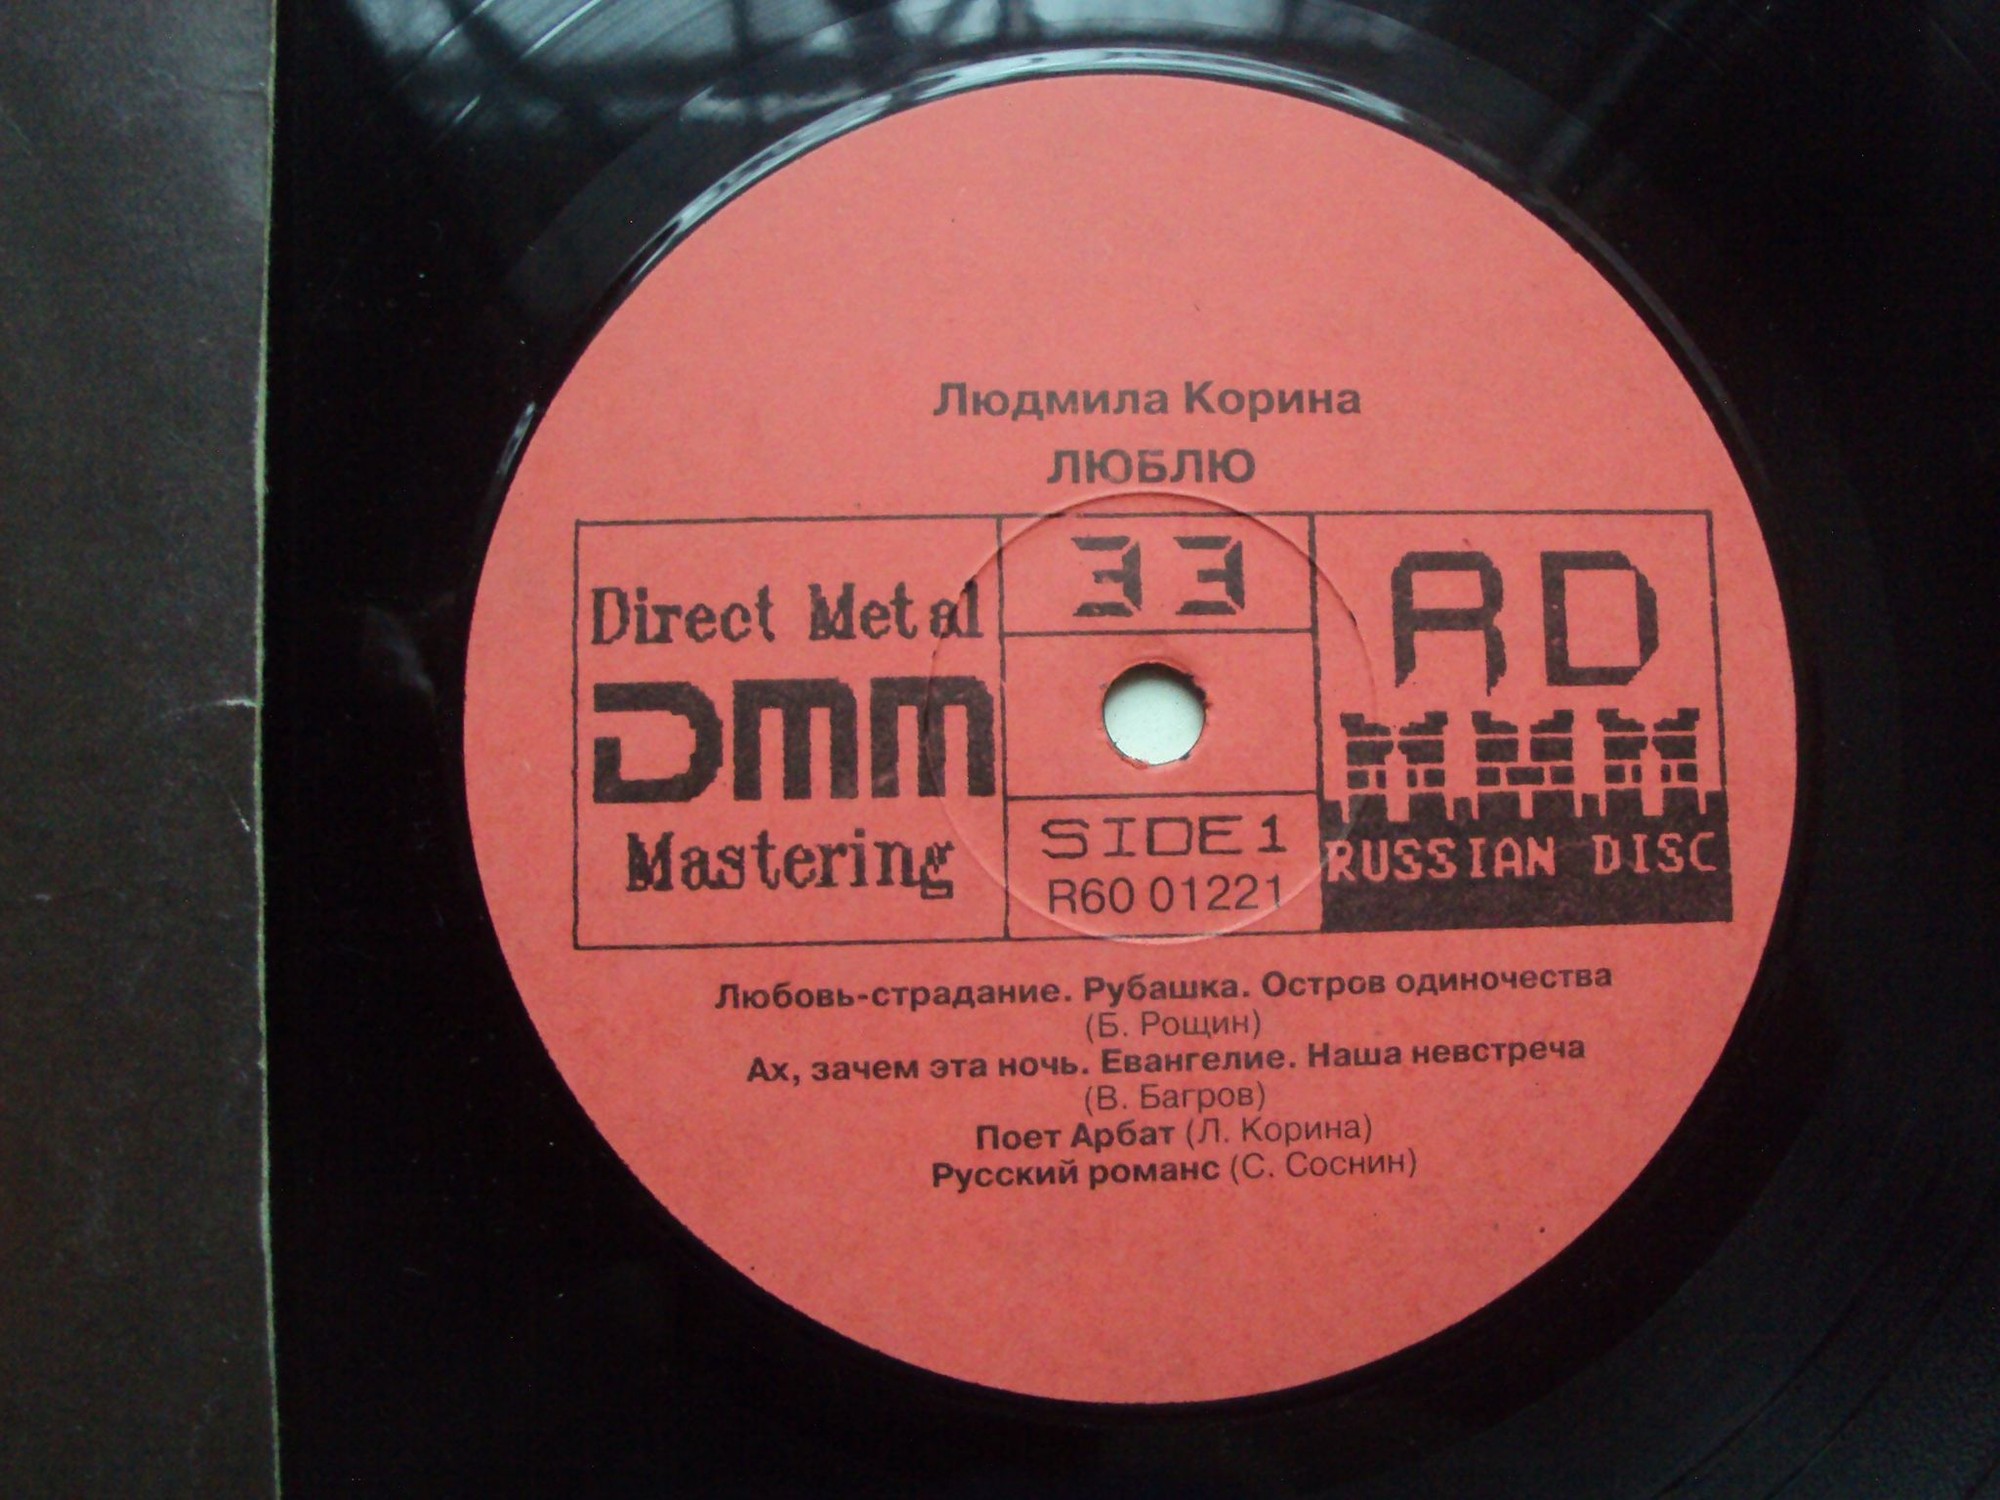 Людмила Корина
ЛЮБЛЮ
Direct Metal
DMM
Mastering
33
SIDE 1
R60 01221
RD
RUSSIAN DISC
Любовь-страдание. Рубашка. Остров одиночества
(Б. Рощин)
Ах, зачем эта ночь. Евангелие. Наша невстреча
(В. Багров)
Поет Арбат (Л. Корина)
Русский романс (С. Соснин)